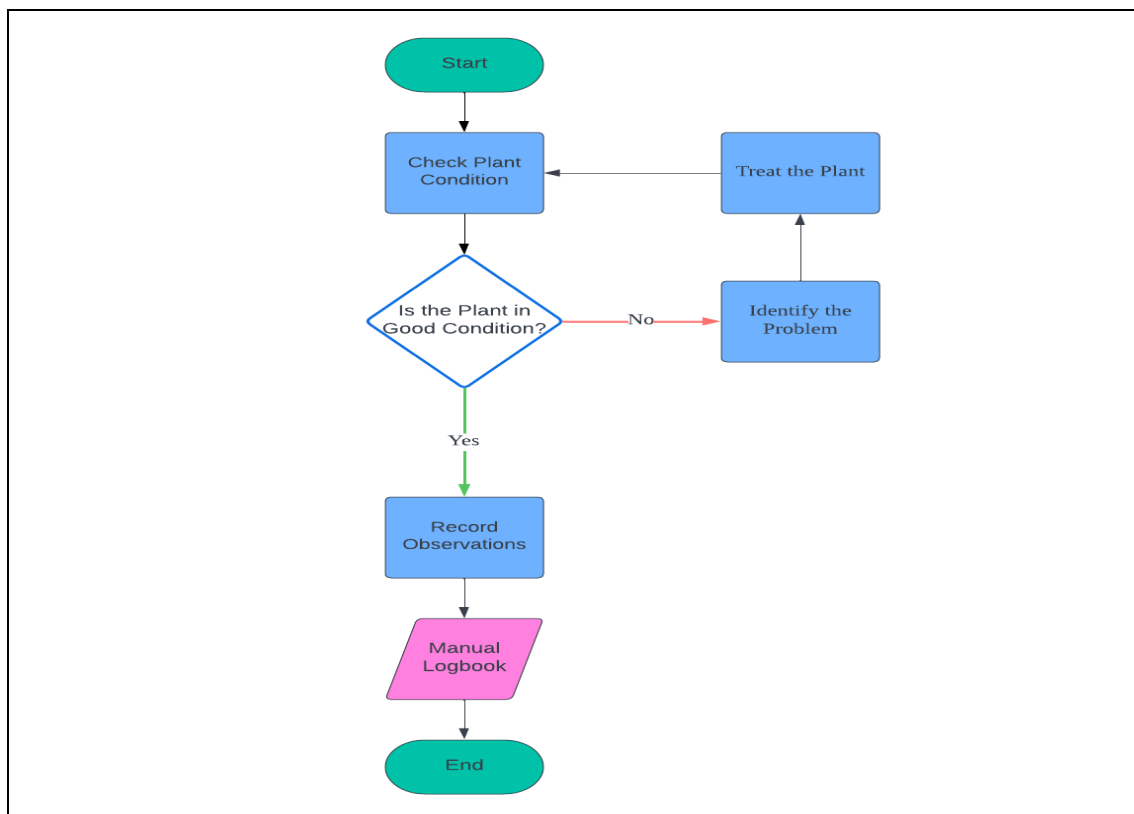 Start
Check Plant
Condition
Treat the Plant
Is the Plant in
Good Condition?
No
Identify the
Problem
Yes
Record
Observations
Manual
Logbook
End